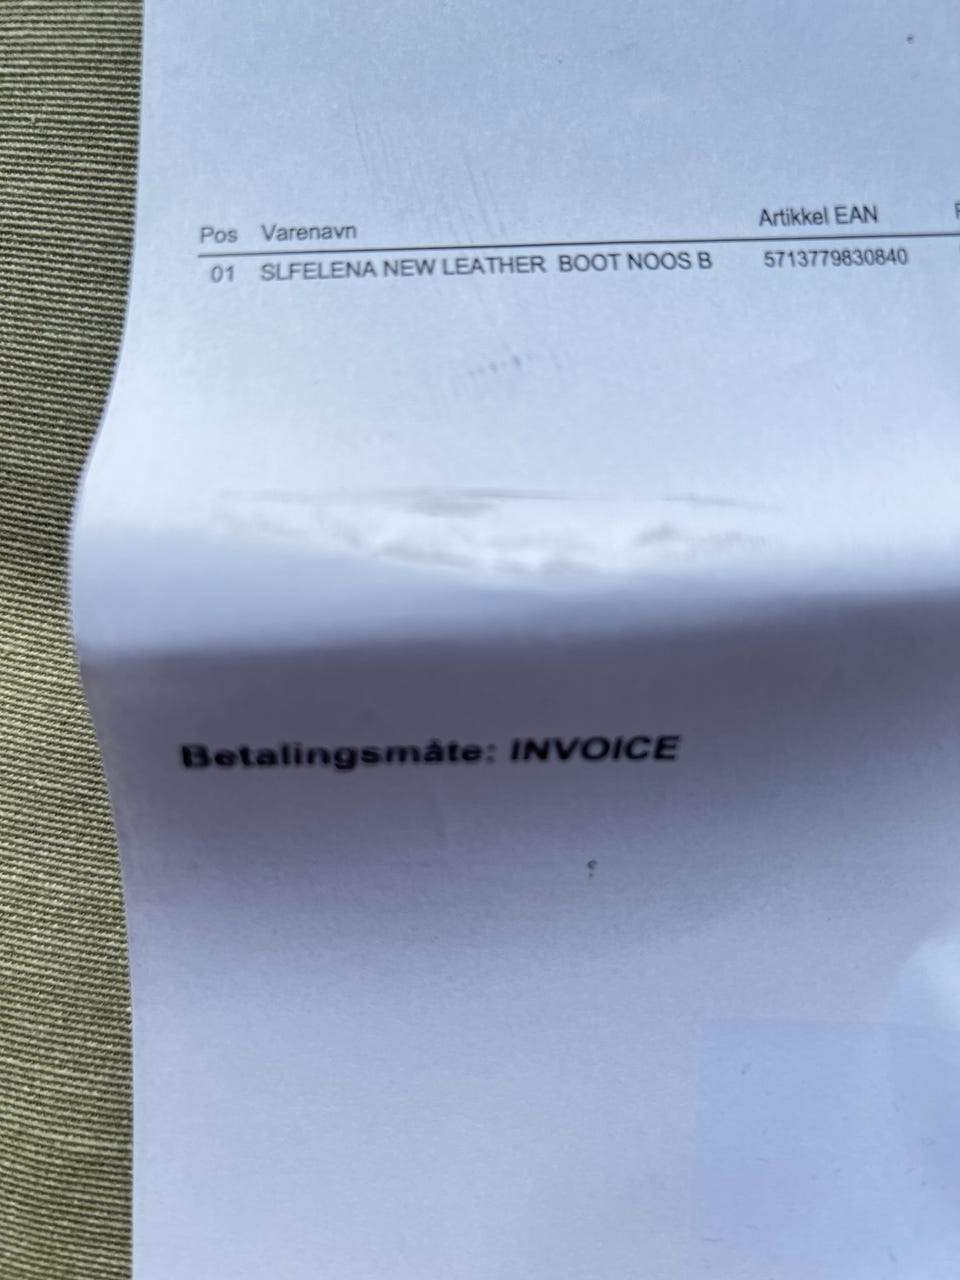 Pos Varenavn Artikkel EAN
01 SLFELENA NEW LEATHER BOOT NOOS B 5713779830840
Betalingsmåte: INVOICE